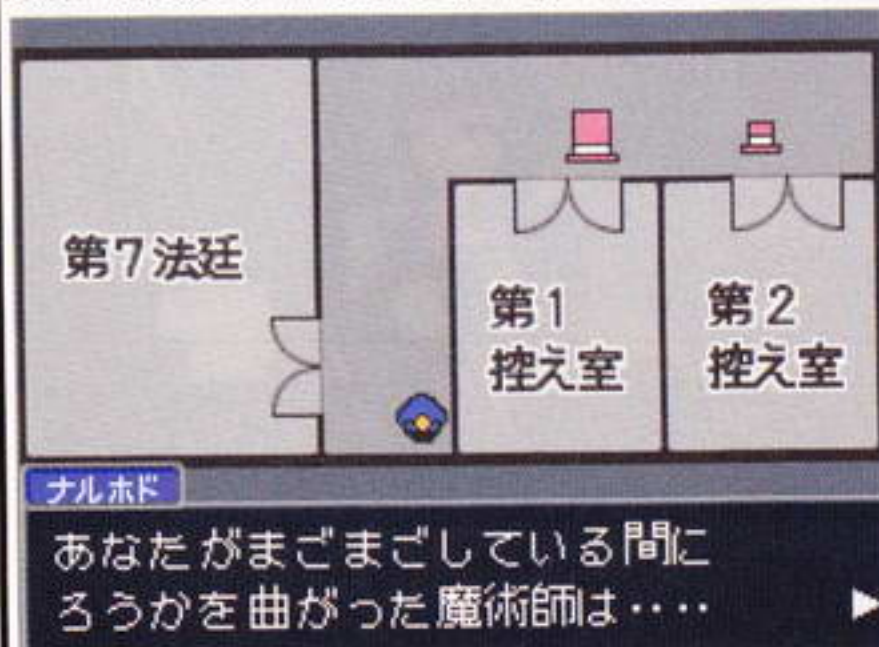 第7法廷
第1
控え室
第2
控え室
ナルホド
あなたがまごまごしている間に
ろうかを曲がった魔術師は‥‥